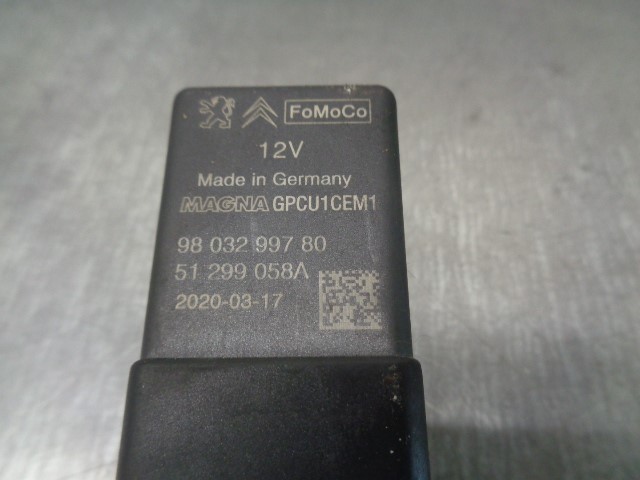 FoMoCo
12V
Made in Germany
MAGNA GPCU1CEM1
98 032 997 80
51 299 058A
2020-03-17